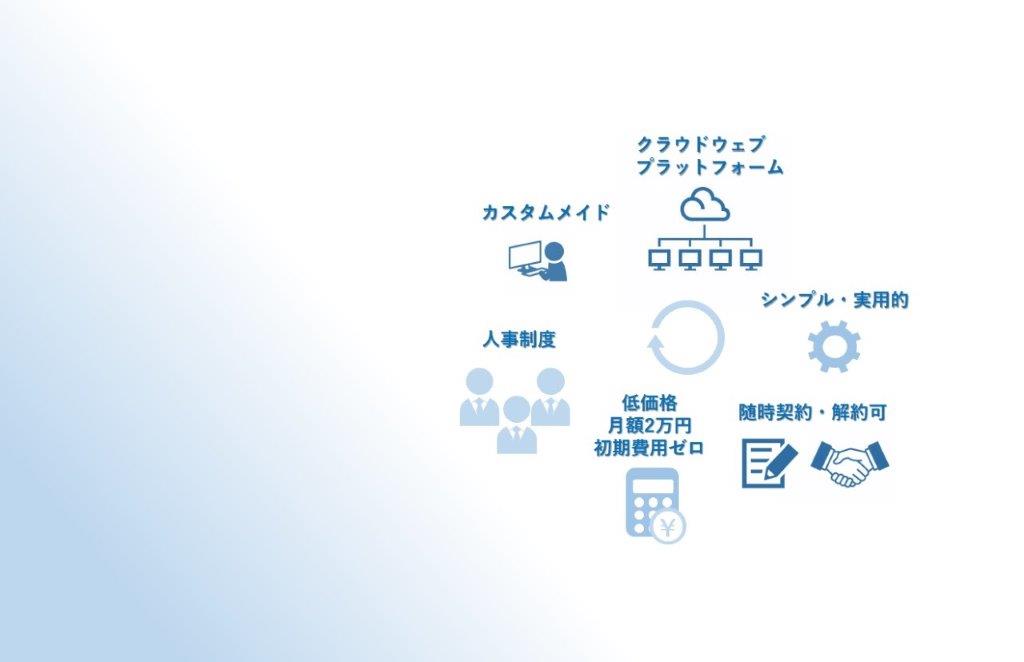 クラウドウェブ
プラットフォーム
カスタムメイド
シンプル・実用的
人事制度
低価格
月額2万円
初期費用ゼロ
随時契約・解約可
¥